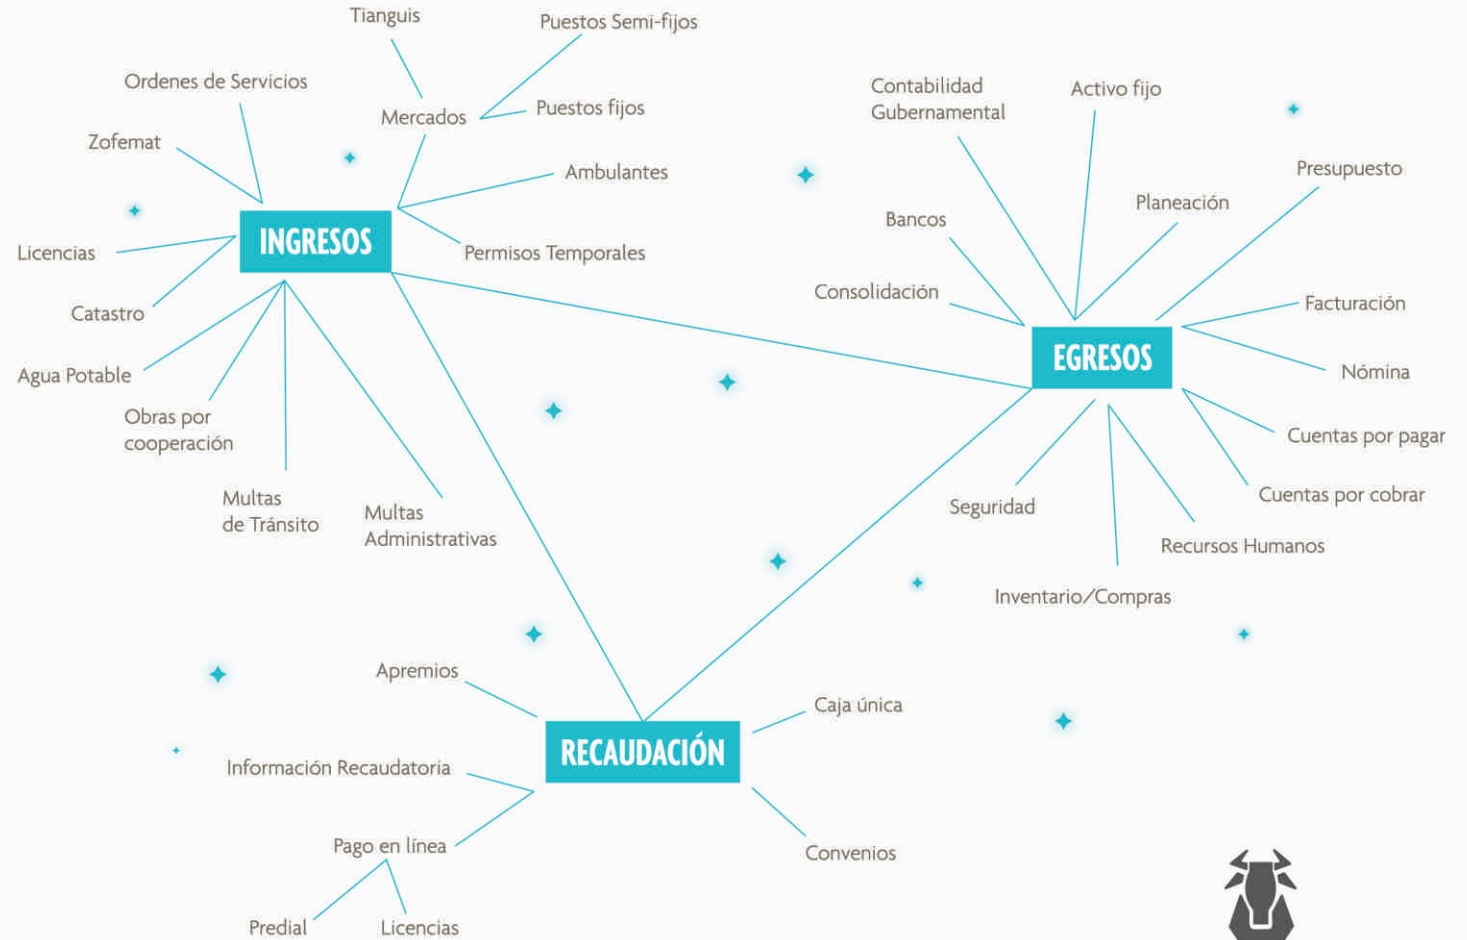 Tianguis
Puestos Semi-fijos
Ordenes de Servicios
Mercados
Puestos fijos
Zofemat
Ambulantes
INGRESOS
Licencias
Permisos Temporales
Catastro
Agua Potable
Obras por
cooperación
Multas
de Tránsito
Multas
Administrativas
Contabilidad
Gubernamental
Activo fijo
Presupuesto
Planeación
Bancos
Consolidación
Facturación
EGRESOS
Nómina
Cuentas por pagar
Cuentas por cobrar
Seguridad
Recursos Humanos
Inventario/Compras
Apremios
Caja única
RECAUDACIÓN
Información Recaudatoria
Pago en línea
Convenios
Predial
Licencias